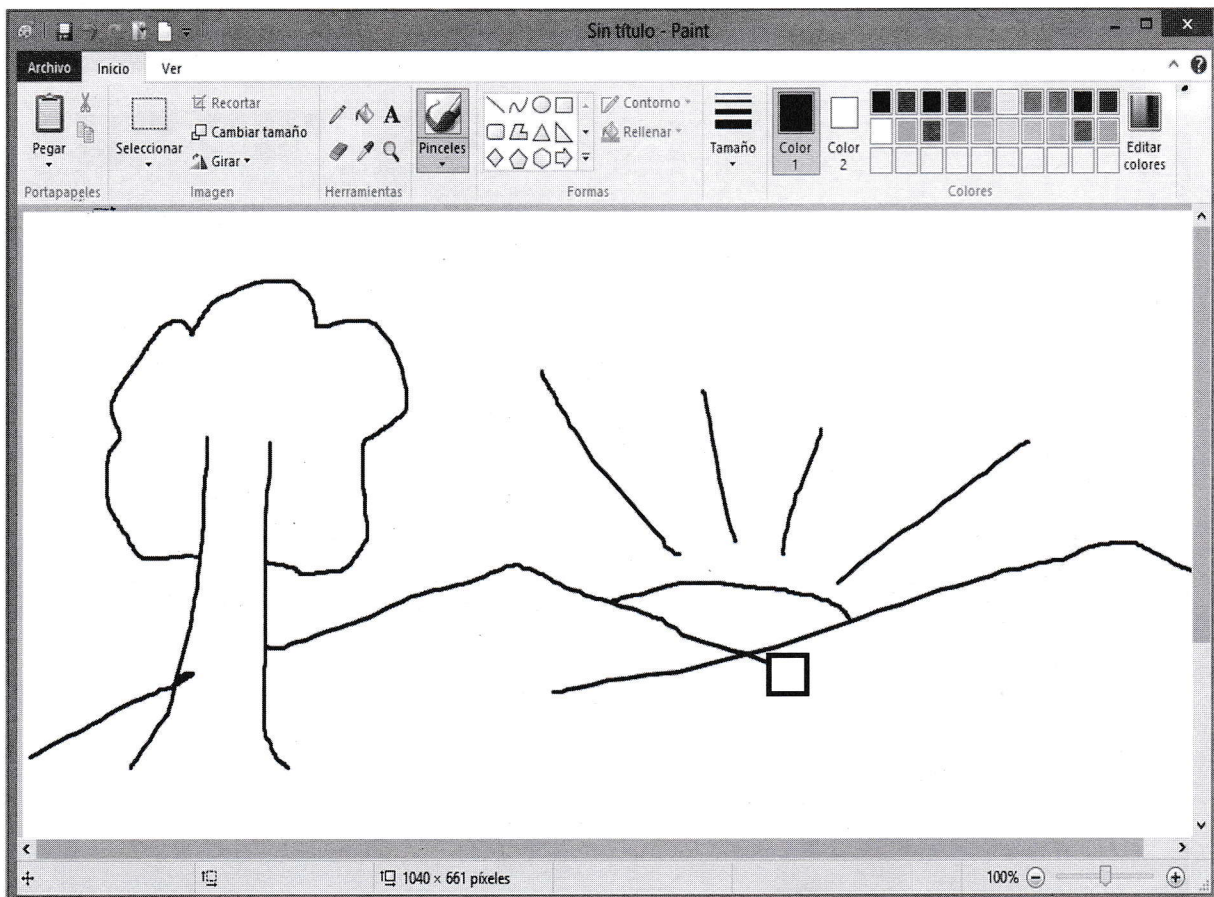 Sin título - Paint
Archivo Inicio Ver
Recortar
Contorno
Cambiar tamaño
A
Rellenar
Pegar Seleccionar Girar Pinceles Tamaño Color 1 Color 2 Editar colores
Portapapeles Imagen Herramientas Formas Colores
1040 × 661 píxeles 100%